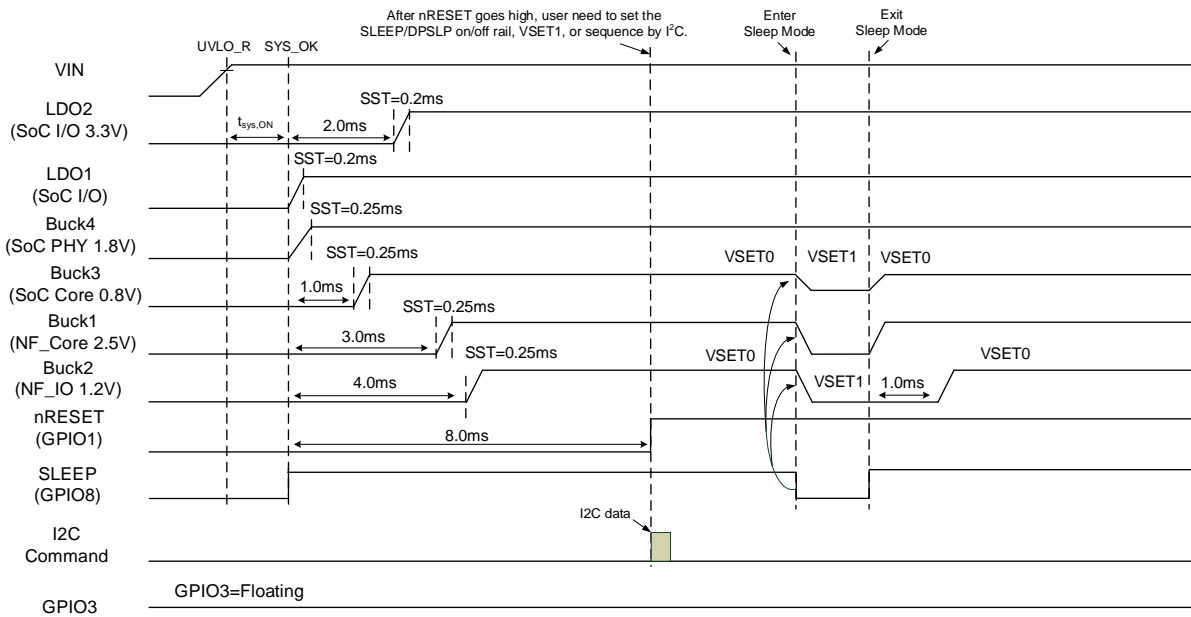 After nRESET goes high, user need to set the
SLEEP/DPSLP on/off rail, VSET1, or sequence by I²C.
Enter
Sleep Mode
Exit
Sleep Mode
UVLO_R
SYS_OK
VIN
LDO2
(SoC I/O 3.3V)
tsys,ON
2.0ms
SST=0.2ms
LDO1
(SoC I/O)
SST=0.2ms
Buck4
(SoC PHY 1.8V)
SST=0.25ms
Buck3
(SoC Core 0.8V)
1.0ms
SST=0.25ms
VSET0
VSET1
VSET0
Buck1
(NF_Core 2.5V)
3.0ms
SST=0.25ms
Buck2
(NF_IO 1.2V)
4.0ms
SST=0.25ms
VSET0
VSET1
1.0ms
VSET0
nRESET
(GPIO1)
8.0ms
SLEEP
(GPIO8)
I2C
Command
I2C data
GPIO3
GPIO3=Floating